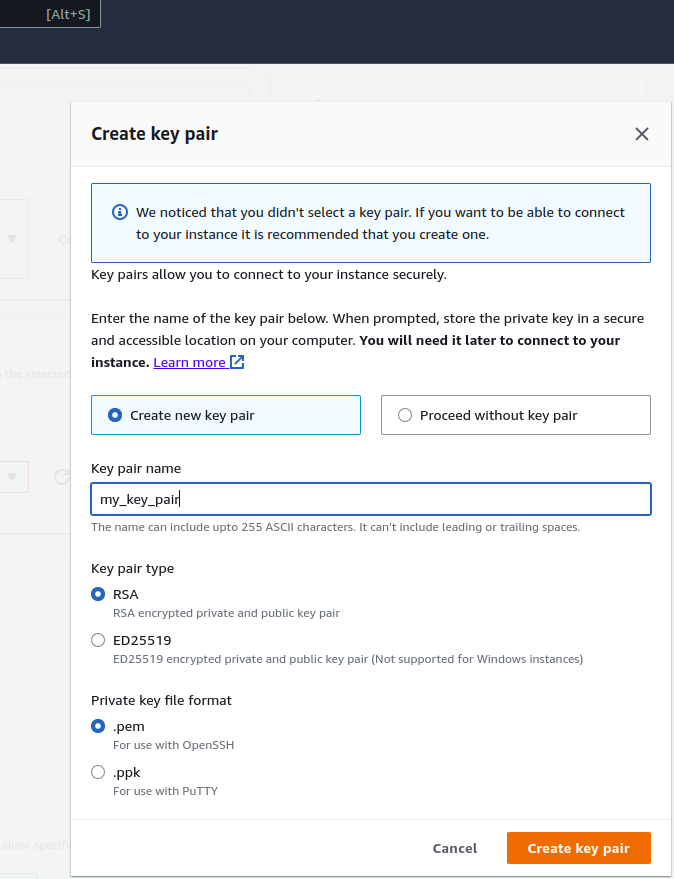 [Alt+S]
Create key pair
We noticed that you didn't select a key pair. If you want to be able to connect
to your instance it is recommended that you create one.
Key pairs allow you to connect to your instance securely.
Enter the name of the key pair below. When prompted, store the private key in a secure
and accessible location on your computer. You will need it later to connect to your
instance. Learn more
Create new key pair
Proceed without key pair
Key pair name
my_key_pair
The name can include upto 255 ASCII characters. It can't include leading or trailing spaces.
Key pair type
RSA
RSA encrypted private and public key pair
ED25519
ED25519 encrypted private and public key pair (Not supported for Windows instances)
Private key file format
.pem
For use with OpenSSH
.ppk
For use with PuTTY
the selected
allow
Cancel
Create key pair